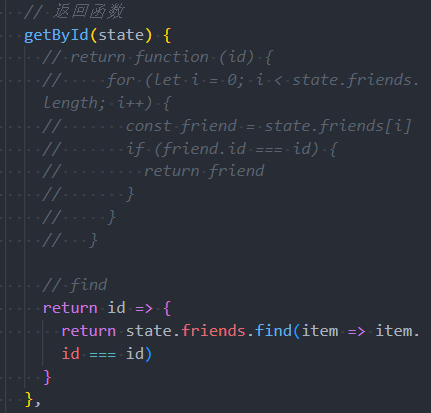 // 返回函数
getById(state) {
// return function (id) {
//     for (let i = 0; i < state.friends.
length; i++) {
//       const friend = state.friends[i]
//       if (friend.id === id) {
//         return friend
//       }
//     }
//   }
// find
return id => {
return state.friends.find(item => item.
id === id)
}
},